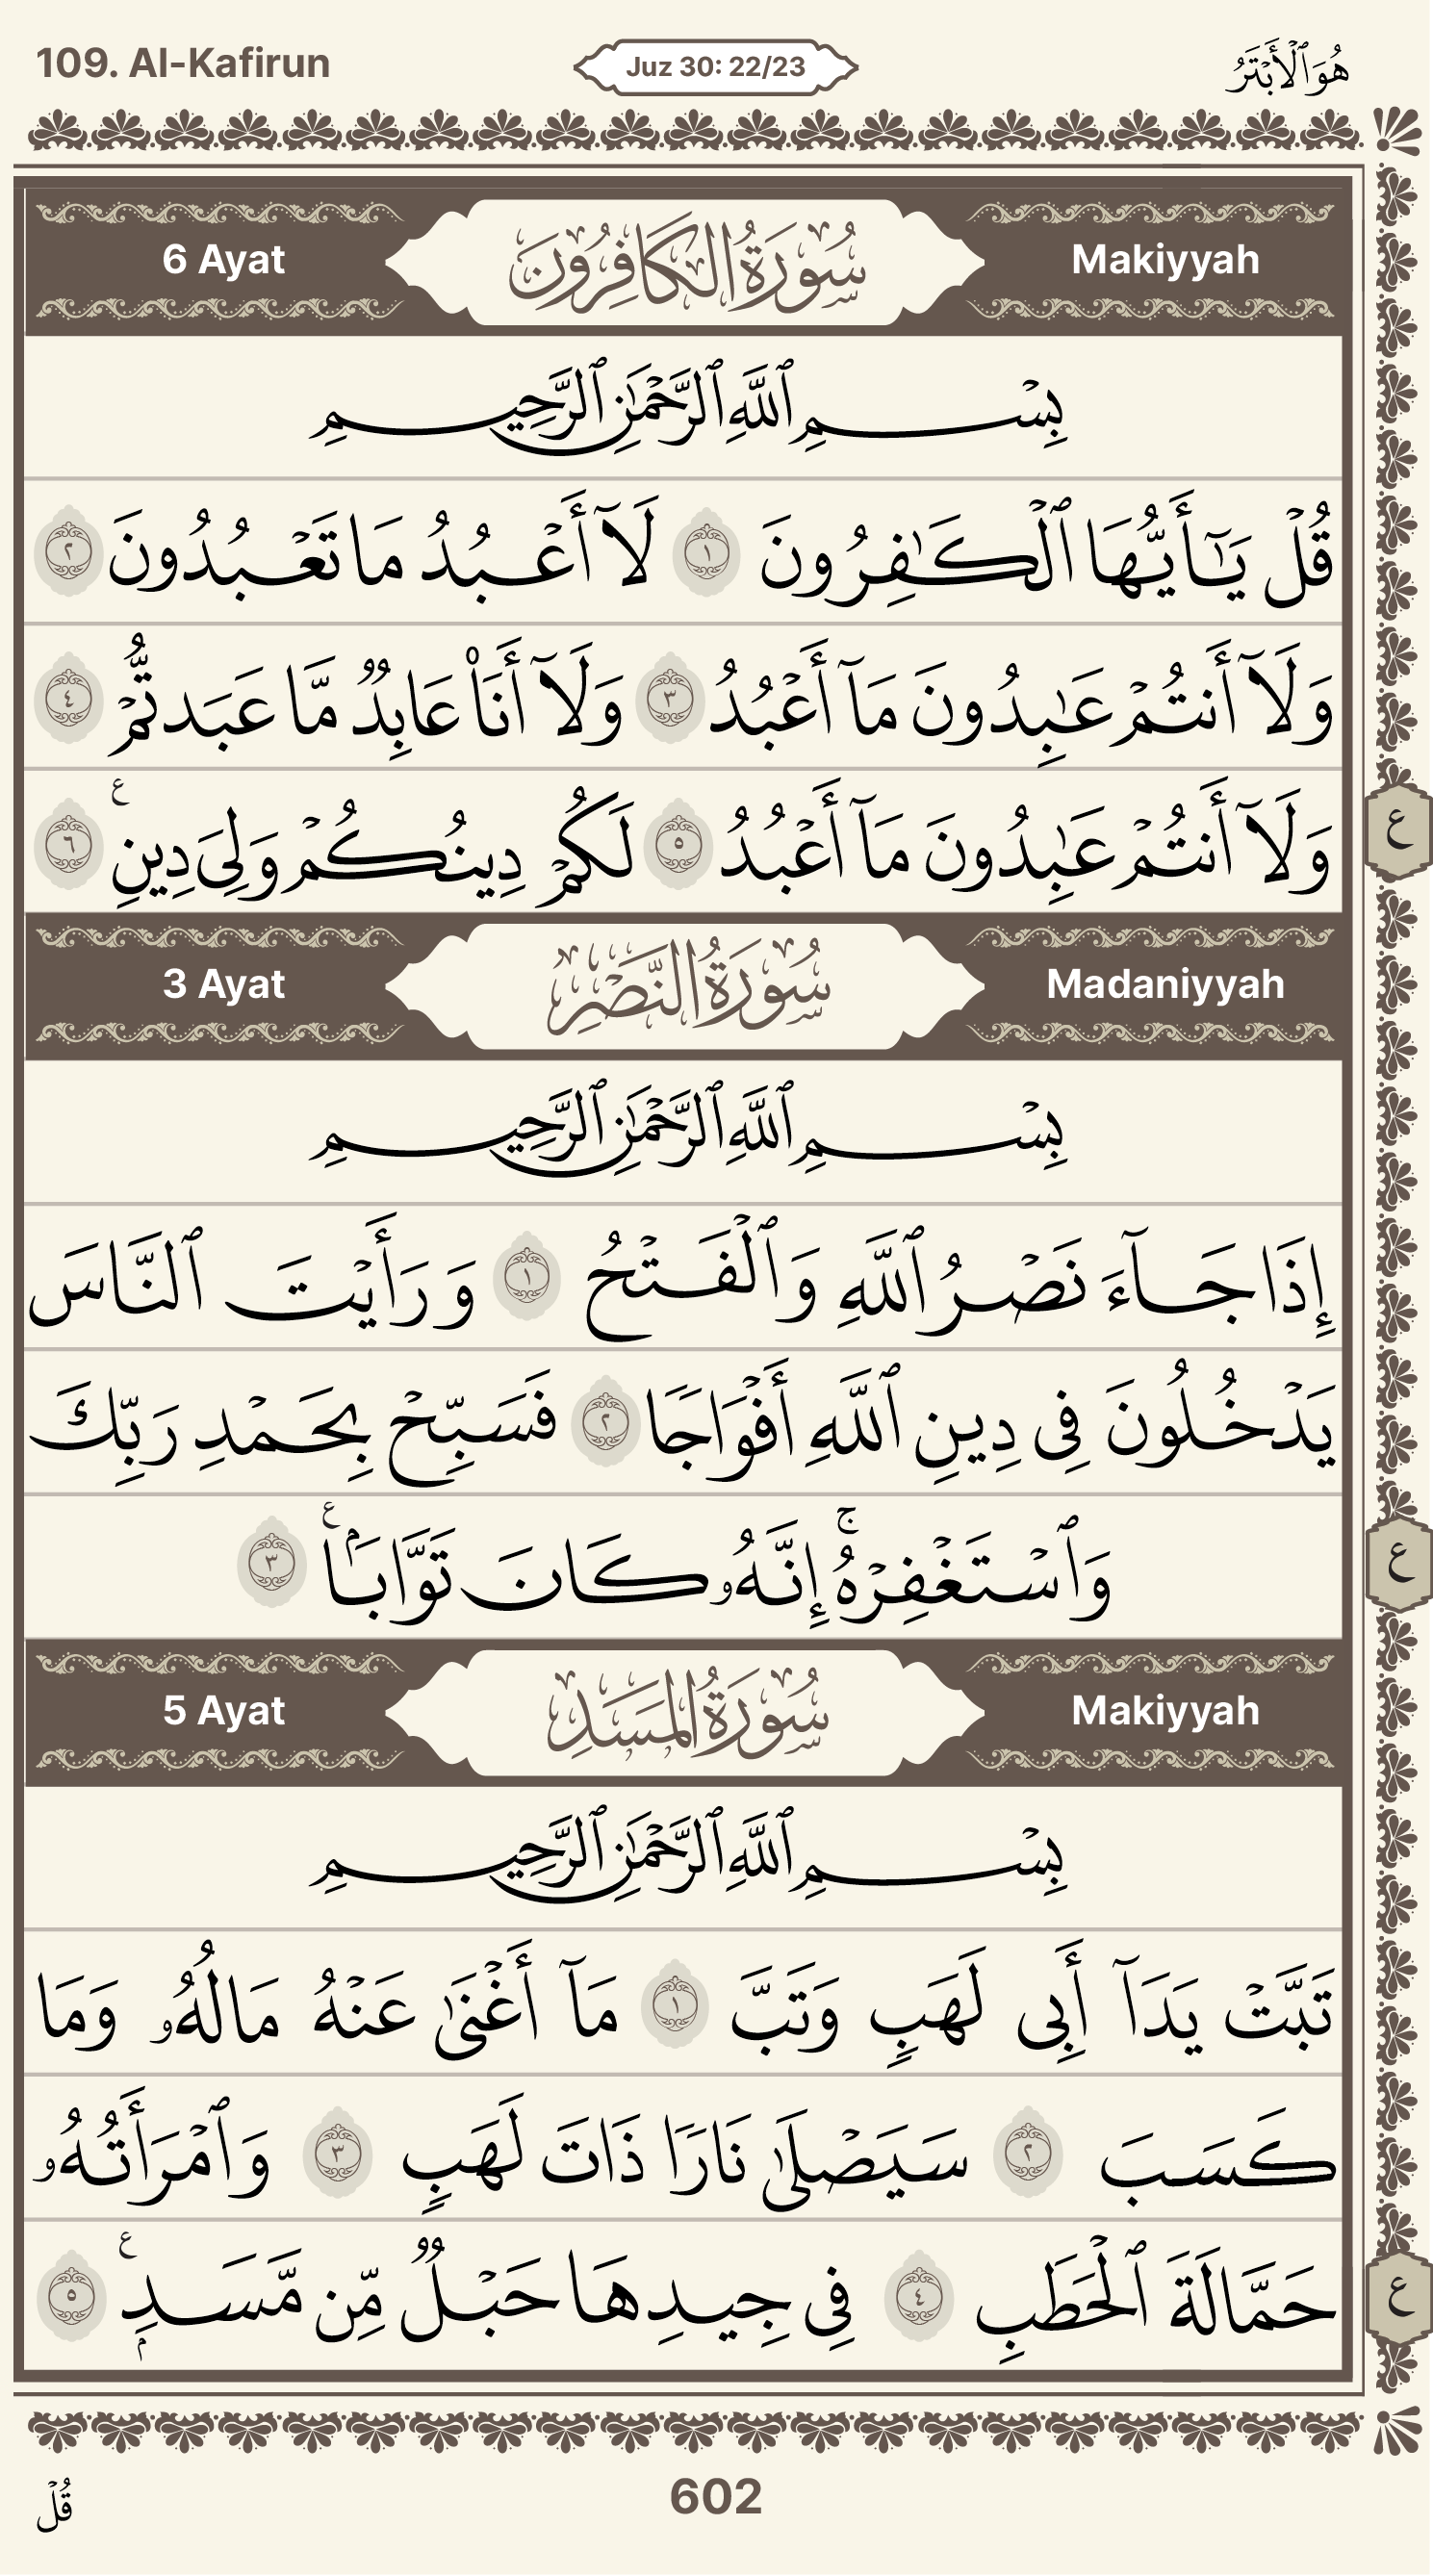 109. Al-Kafirun Juz 30: 22/23 هُوَ ٱلْأَبْتَرُ
6 Ayat سُورَةُ الكَافِرُونَ Makiyyah
بِسْمِ ٱللَّهِ ٱلرَّحْمَٰنِ ٱلرَّحِيمِ
قُلْ يَٰٓأَيُّهَا ٱلْكَٰفِرُونَ ١ لَآ أَعْبُدُ مَا تَعْبُدُونَ ٢
وَلَآ أَنتُمْ عَٰبِدُونَ مَآ أَعْبُدُ ٣ وَلَآ أَنَا۠ عَابِدٌ مَّا عَبَدتُّمْ ٤
وَلَآ أَنتُمْ عَٰبِدُونَ مَآ أَعْبُدُ ٥ لَكُمْ دِينُكُمْ وَلِىَ دِينِ ع ٦
ع
3 Ayat سُورَةُ النَّصْرِ Madaniyyah
بِسْمِ ٱللَّهِ ٱلرَّحْمَٰنِ ٱلرَّحِيمِ
إِذَا جَآءَ نَصْرُ ٱللَّهِ وَٱلْفَتْحُ ١ وَرَأَيْتَ ٱلنَّاسَ
يَدْخُلُونَ فِى دِينِ ٱللَّهِ أَفْوَاجًا ٢ فَسَبِّحْ بِحَمْدِ رَبِّكَ
وَٱسْتَغْفِرْهُ ۚ إِنَّهُۥ كَانَ تَوَّابَۢا ع ٣
ع
5 Ayat سُورَةُ المَسَدِ Makiyyah
بِسْمِ ٱللَّهِ ٱلرَّحْمَٰنِ ٱلرَّحِيمِ
تَبَّتْ يَدَآ أَبِى لَهَبٍ وَتَبَّ ١ مَآ أَغْنَىٰ عَنْهُ مَالُهُۥ وَمَا
كَسَبَ ٢ سَيَصْلَىٰ نَارًا ذَاتَ لَهَبٍ ٣ وَٱمْرَأَتُهُۥ
حَمَّالَةَ ٱلْحَطَبِ ٤ فِى جِيدِهَا حَبْلٌ مِّن مَّسَدِۭ ع ٥
ع
قُلْ 602